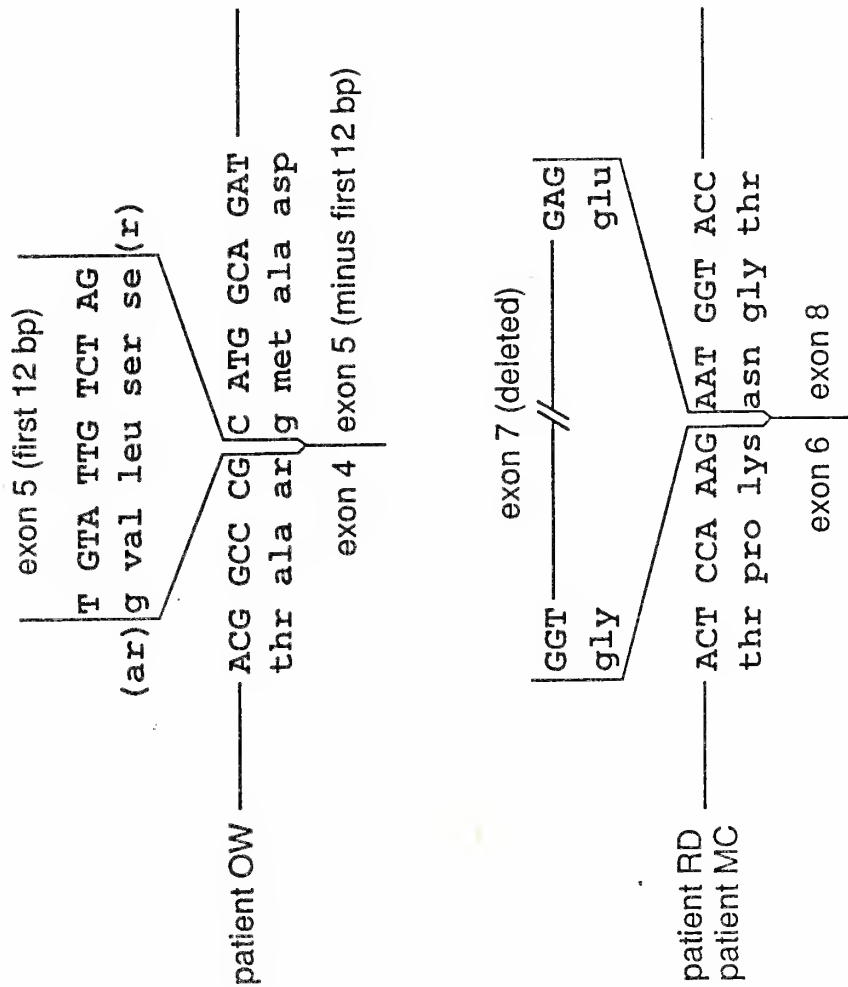 exon 5 (first 12 bp)
T GTA TTG TCT AG
(ar)g val leu ser se(r)
patient OW
ACG GCC CG C ATG GCA GAT
thr ala ar g met ala asp
exon 4 exon 5 (minus first 12 bp)
exon 7 (deleted)
GGT GAG
gly glu
patient RD
patient MC
ACT CCA AAG AAT GGT ACC
thr pro lys asn gly thr
exon 6 exon 8